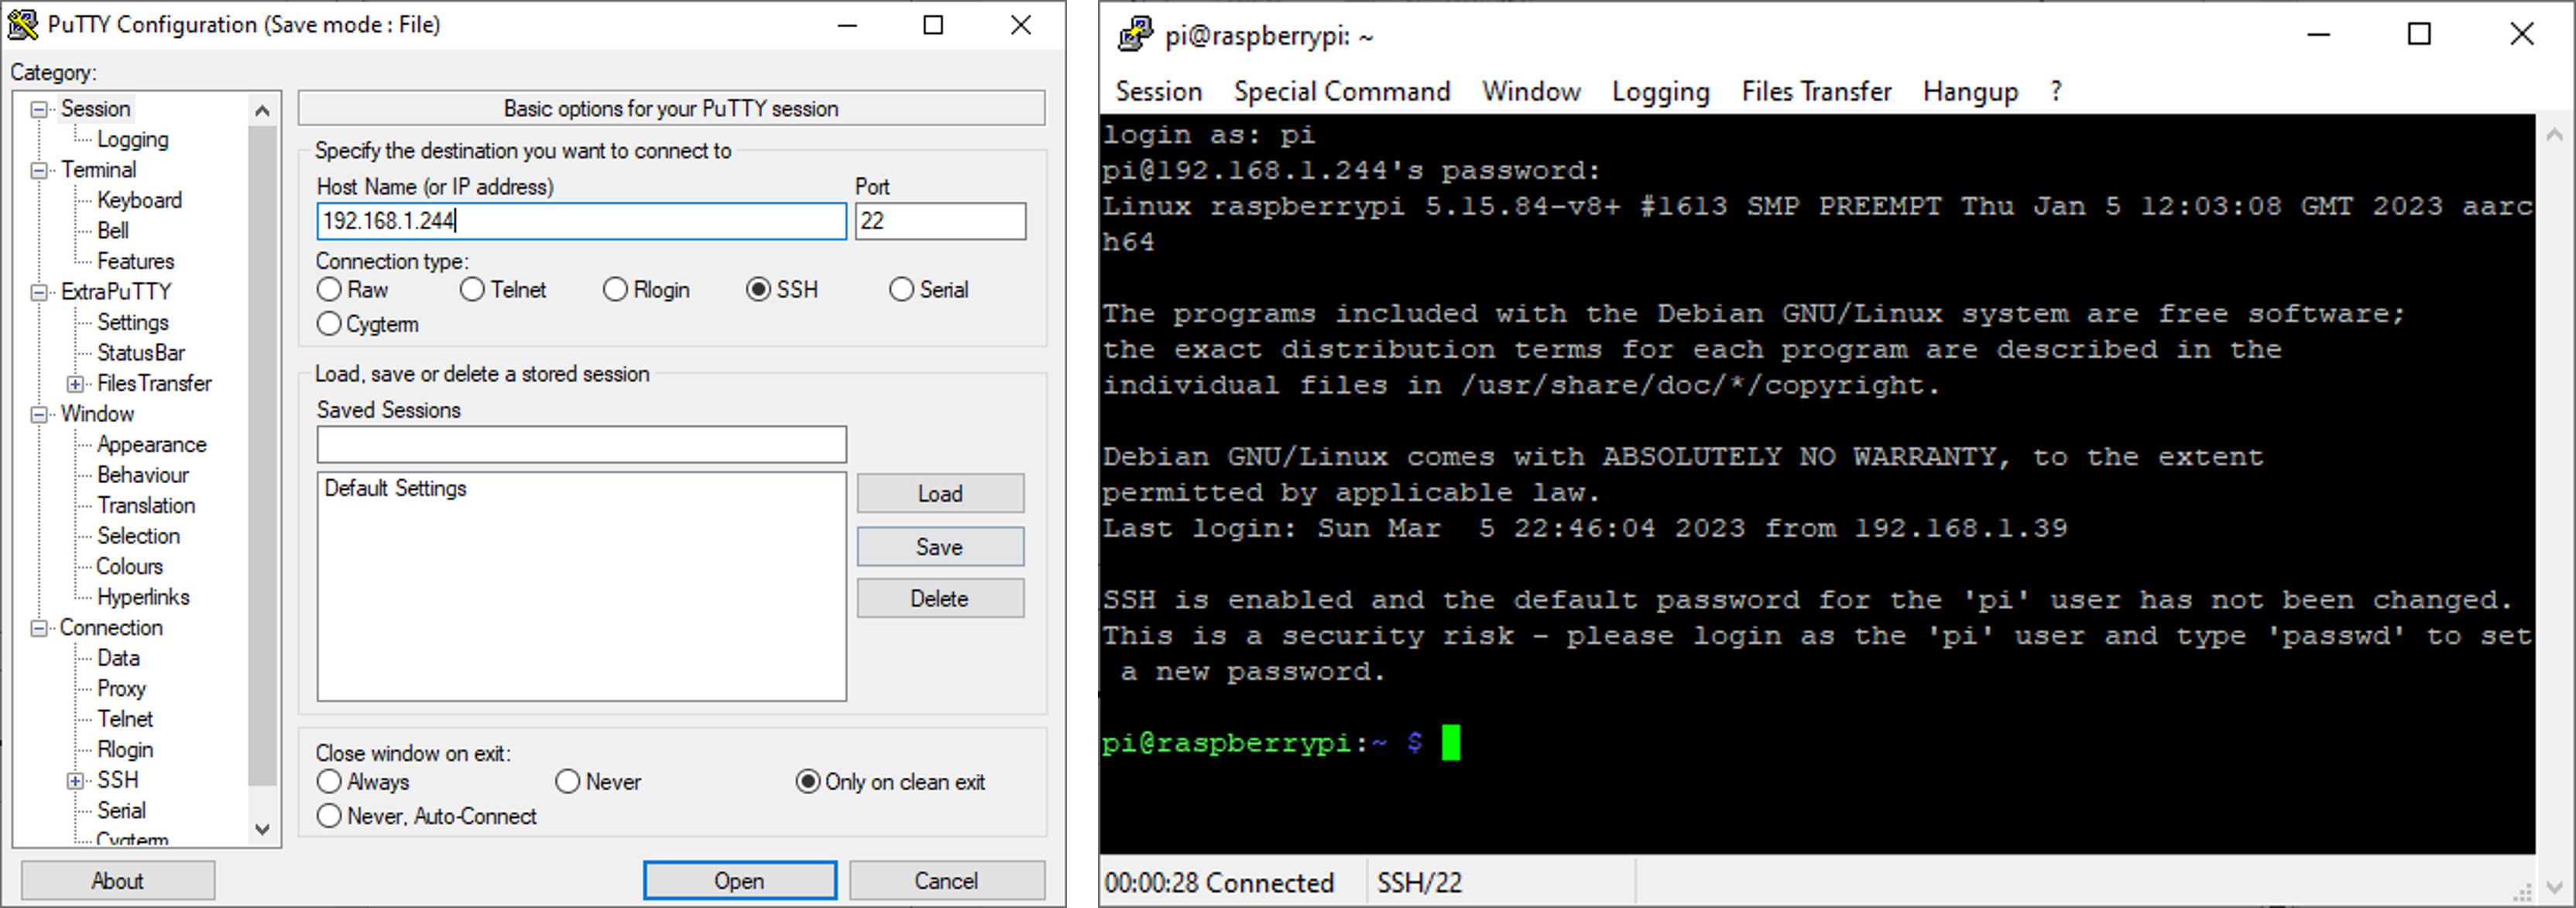 PuTTY Configuration (Save mode : File)
Category:
Session
Logging
Terminal
Keyboard
Bell
Features
ExtraPuTTY
Settings
StatusBar
FilesTransfer
Window
Appearance
Behaviour
Translation
Selection
Colours
Hyperlinks
Connection
Data
Proxy
Telnet
Rlogin
SSH
Serial
Cygterm
Basic options for your PuTTY session
Specify the destination you want to connect to
Host Name (or IP address) Port
192.168.1.244 22
Connection type:
Raw Telnet Rlogin SSH Serial
Cygterm
Load, save or delete a stored session
Saved Sessions
Default Settings
Load
Save
Delete
Close window on exit:
Always Never Only on clean exit
Never, Auto-Connect
About Open Cancel
pi@raspberrypi: ~
Session Special Command Window Logging Files Transfer Hangup ?
login as: pi
pi@192.168.1.244's password:
Linux raspberrypi 5.15.84-v8+ #1613 SMP PREEMPT Thu Jan 5 12:03:08 GMT 2023 aarc
h64
The programs included with the Debian GNU/Linux system are free software;
the exact distribution terms for each program are described in the
individual files in /usr/share/doc/*/copyright.
Debian GNU/Linux comes with ABSOLUTELY NO WARRANTY, to the extent
permitted by applicable law.
Last login: Sun Mar  5 22:46:04 2023 from 192.168.1.39
SSH is enabled and the default password for the 'pi' user has not been changed.
This is a security risk - please login as the 'pi' user and type 'passwd' to set
a new password.
pi@raspberrypi:~ $
00:00:28 Connected SSH/22